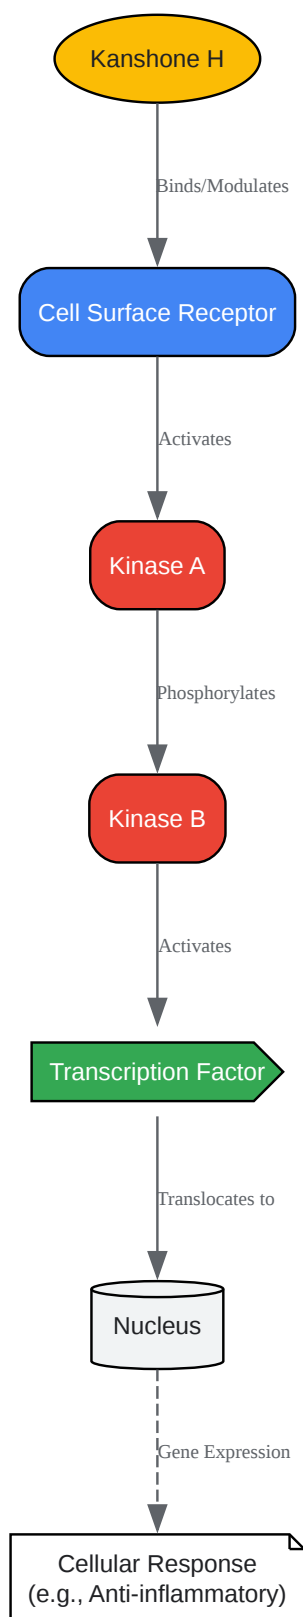 Kanshone H
Binds/Modulates
Cell Surface Receptor
Activates
Kinase A
Phosphorylates
Kinase B
Activates
Transcription Factor
Translocates to
Nucleus
Gene Expression
Cellular Response
(e.g., Anti-inflammatory)